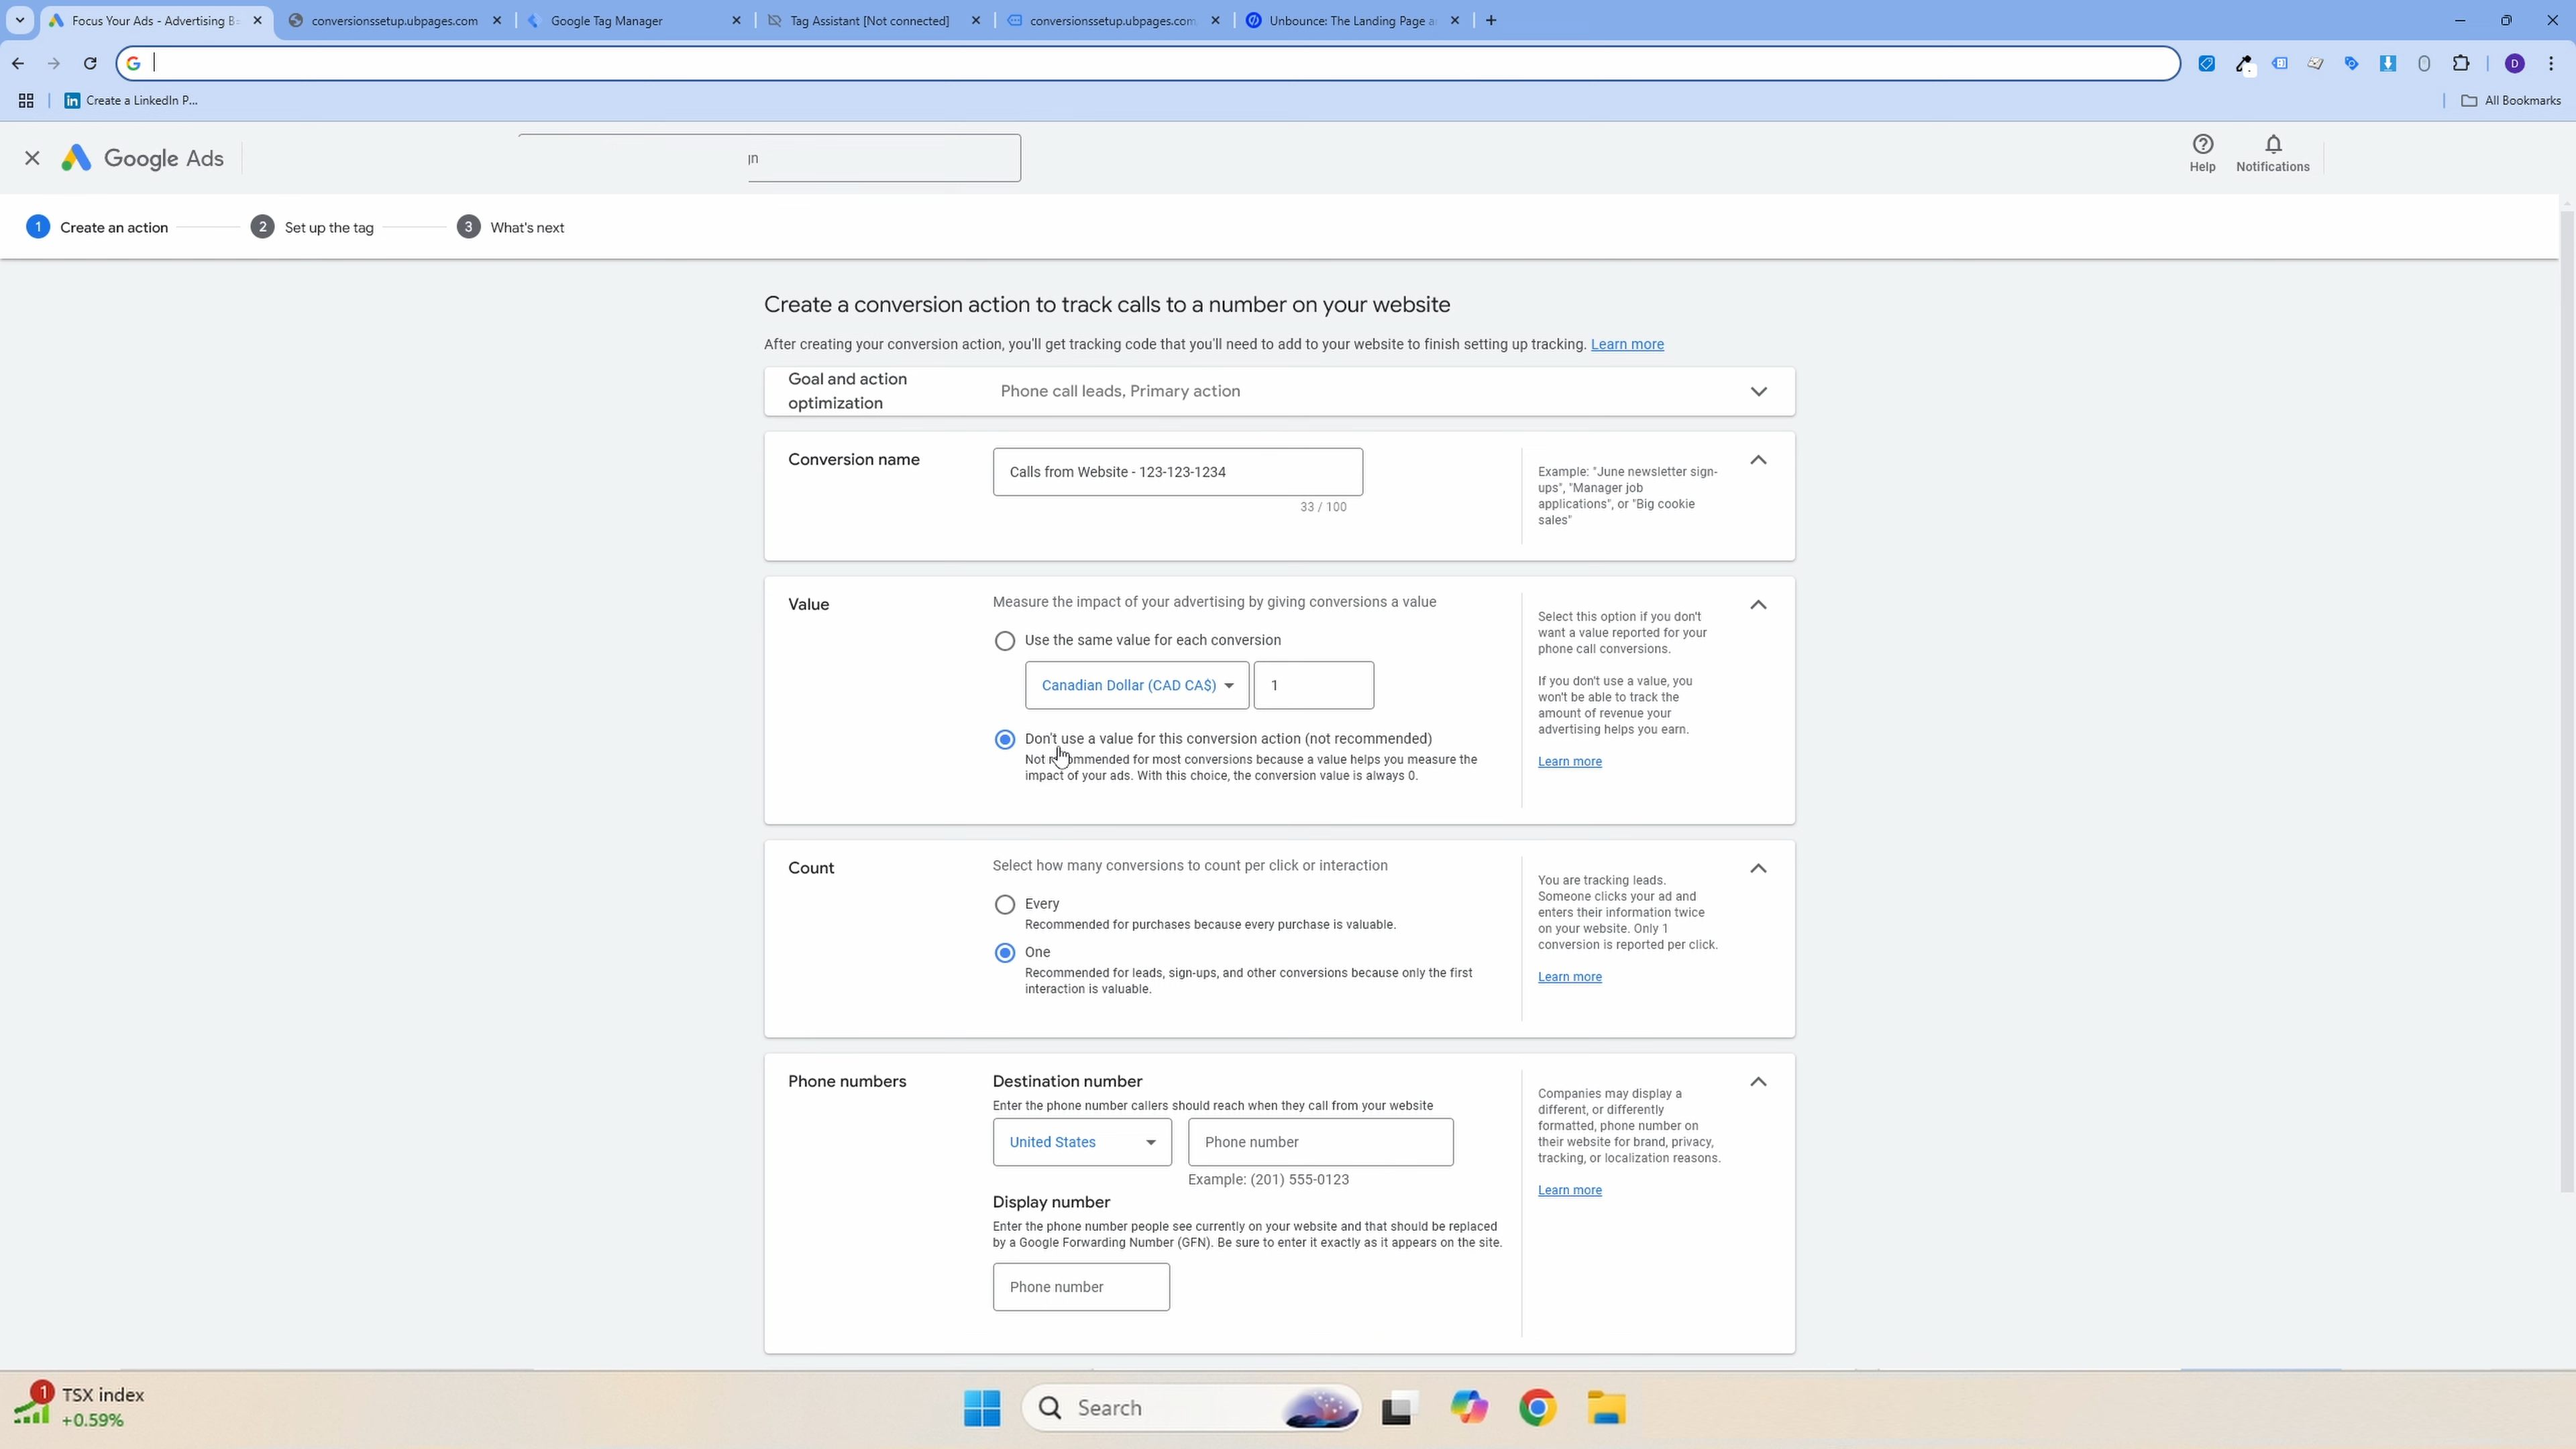 Focus Your Ads - Advertising B
conversionssetup.ubpages.com
Google Tag Manager
Tag Assistant [Not connected]
conversionssetup.ubpages.com
Unbounce: The Landing Page a
D
Create a LinkedIn P...
All Bookmarks
Google Ads
gn
Help
Notifications
1 Create an action
2 Set up the tag
3 What's next
Create a conversion action to track calls to a number on your website
After creating your conversion action, you'll get tracking code that you'll need to add to your website to finish setting up tracking. Learn more
Goal and action
optimization
Phone call leads, Primary action
Conversion name
Calls from Website - 123-123-1234
33 / 100
Example: "June newsletter sign-
ups", "Manager job
applications", or "Big cookie
sales"
Value
Measure the impact of your advertising by giving conversions a value
Use the same value for each conversion
Canadian Dollar (CAD CA$)
1
Don't use a value for this conversion action (not recommended)
Not recommended for most conversions because a value helps you measure the
impact of your ads. With this choice, the conversion value is always 0.
Select this option if you don't
want a value reported for your
phone call conversions.
If you don't use a value, you
won't be able to track the
amount of revenue your
advertising helps you earn.
Learn more
Count
Select how many conversions to count per click or interaction
Every
Recommended for purchases because every purchase is valuable.
One
Recommended for leads, sign-ups, and other conversions because only the first
interaction is valuable.
You are tracking leads.
Someone clicks your ad and
enters their information twice
on your website. Only 1
conversion is reported per click.
Learn more
Phone numbers
Destination number
Enter the phone number callers should reach when they call from your website
United States
Phone number
Example: (201) 555-0123
Display number
Enter the phone number people see currently on your website and that should be replaced
by a Google Forwarding Number (GFN). Be sure to enter it exactly as it appears on the site.
Phone number
Companies may display a
different, or differently
formatted, phone number on
their website for brand, privacy,
tracking, or localization reasons.
Learn more
1
TSX index
+0.59%
Search